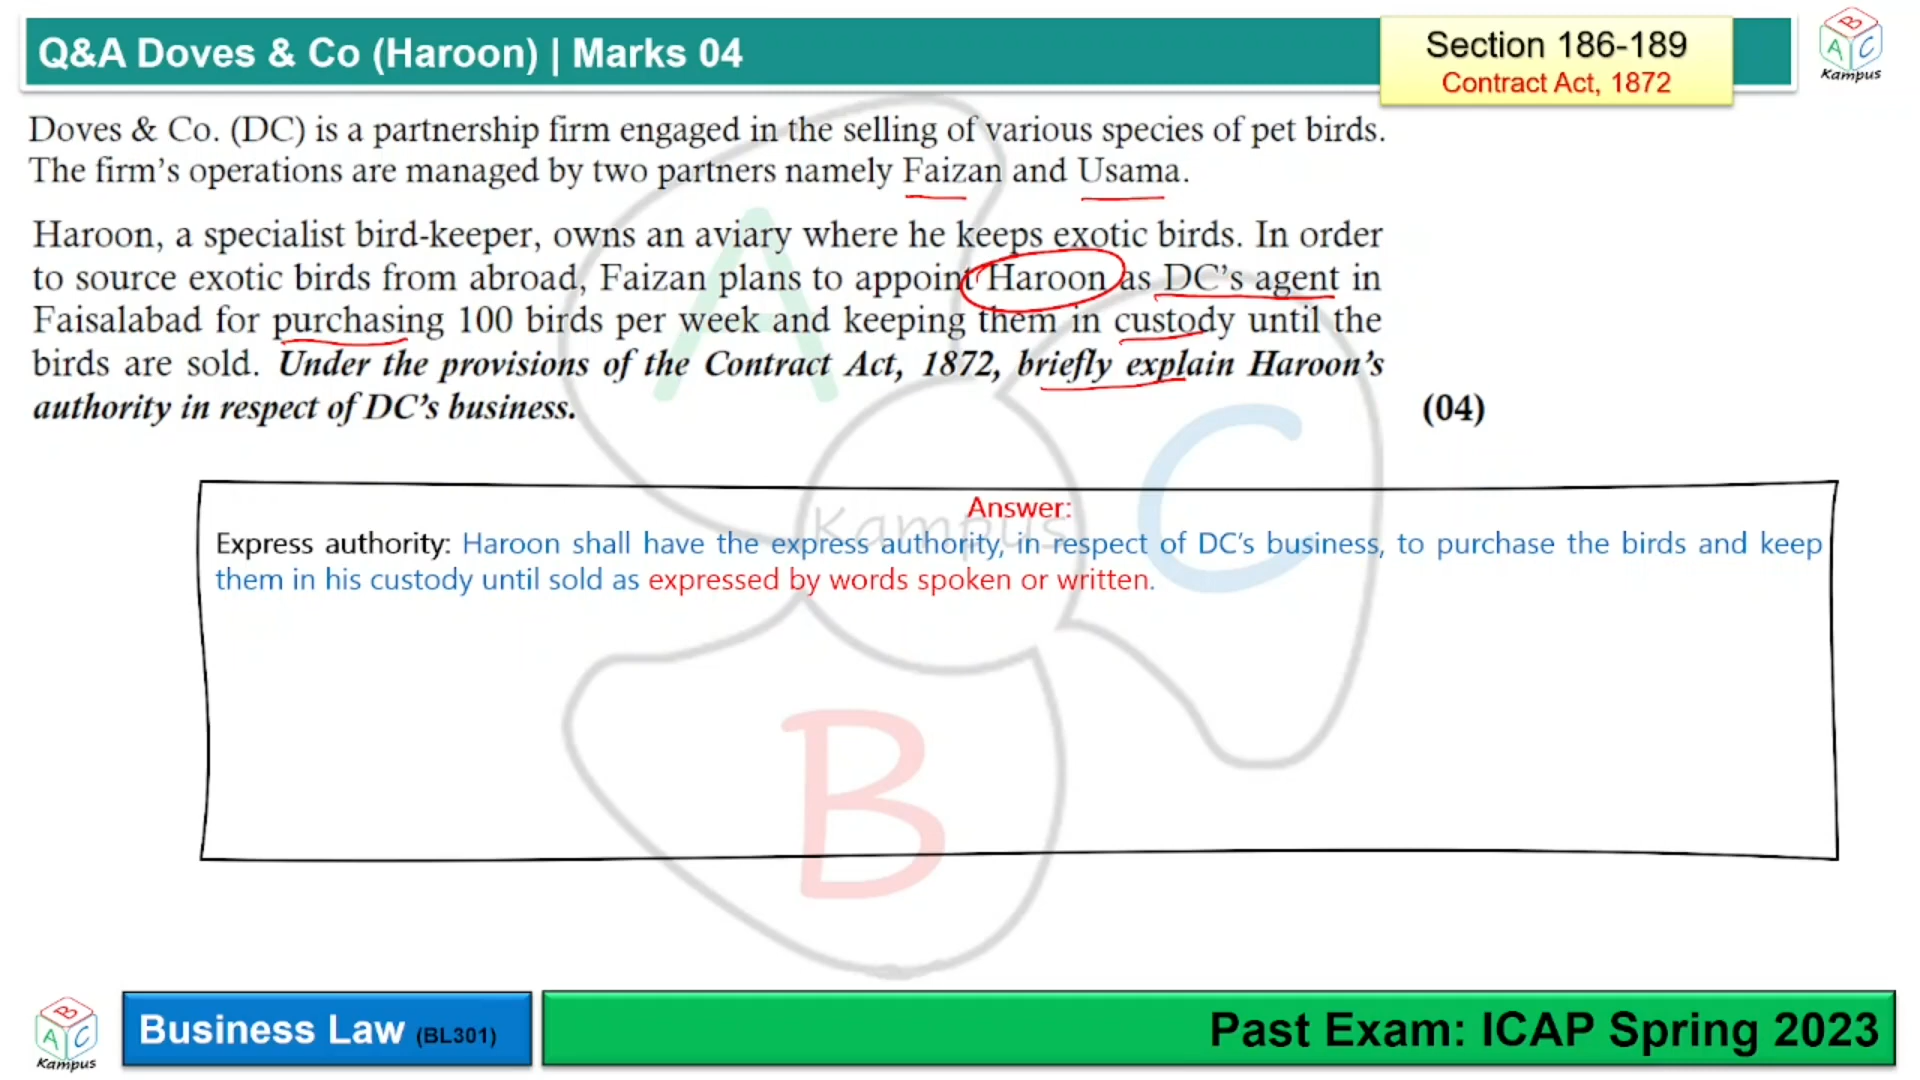 Q&A Doves & Co (Haroon) | Marks 04
Section 186-189
Contract Act, 1872
B
A C
Kampus
Doves & Co. (DC) is a partnership firm engaged in the selling of various species of pet birds.
The firm's operations are managed by two partners namely Faizan and Usama.
Haroon, a specialist bird-keeper, owns an aviary where he keeps exotic birds. In order
to source exotic birds from abroad, Faizan plans to appoint Haroon as DC's agent in
Faisalabad for purchasing 100 birds per week and keeping them in custody until the
birds are sold. Under the provisions of the Contract Act, 1872, briefly explain Haroon's
authority in respect of DC's business.
(04)
A
C
Kampus
B
Answer:
Express authority: Haroon shall have the express authority, in respect of DC's business, to purchase the birds and keep
them in his custody until sold as expressed by words spoken or written.
B
A C
Kampus
Business Law (BL301)
Past Exam: ICAP Spring 2023